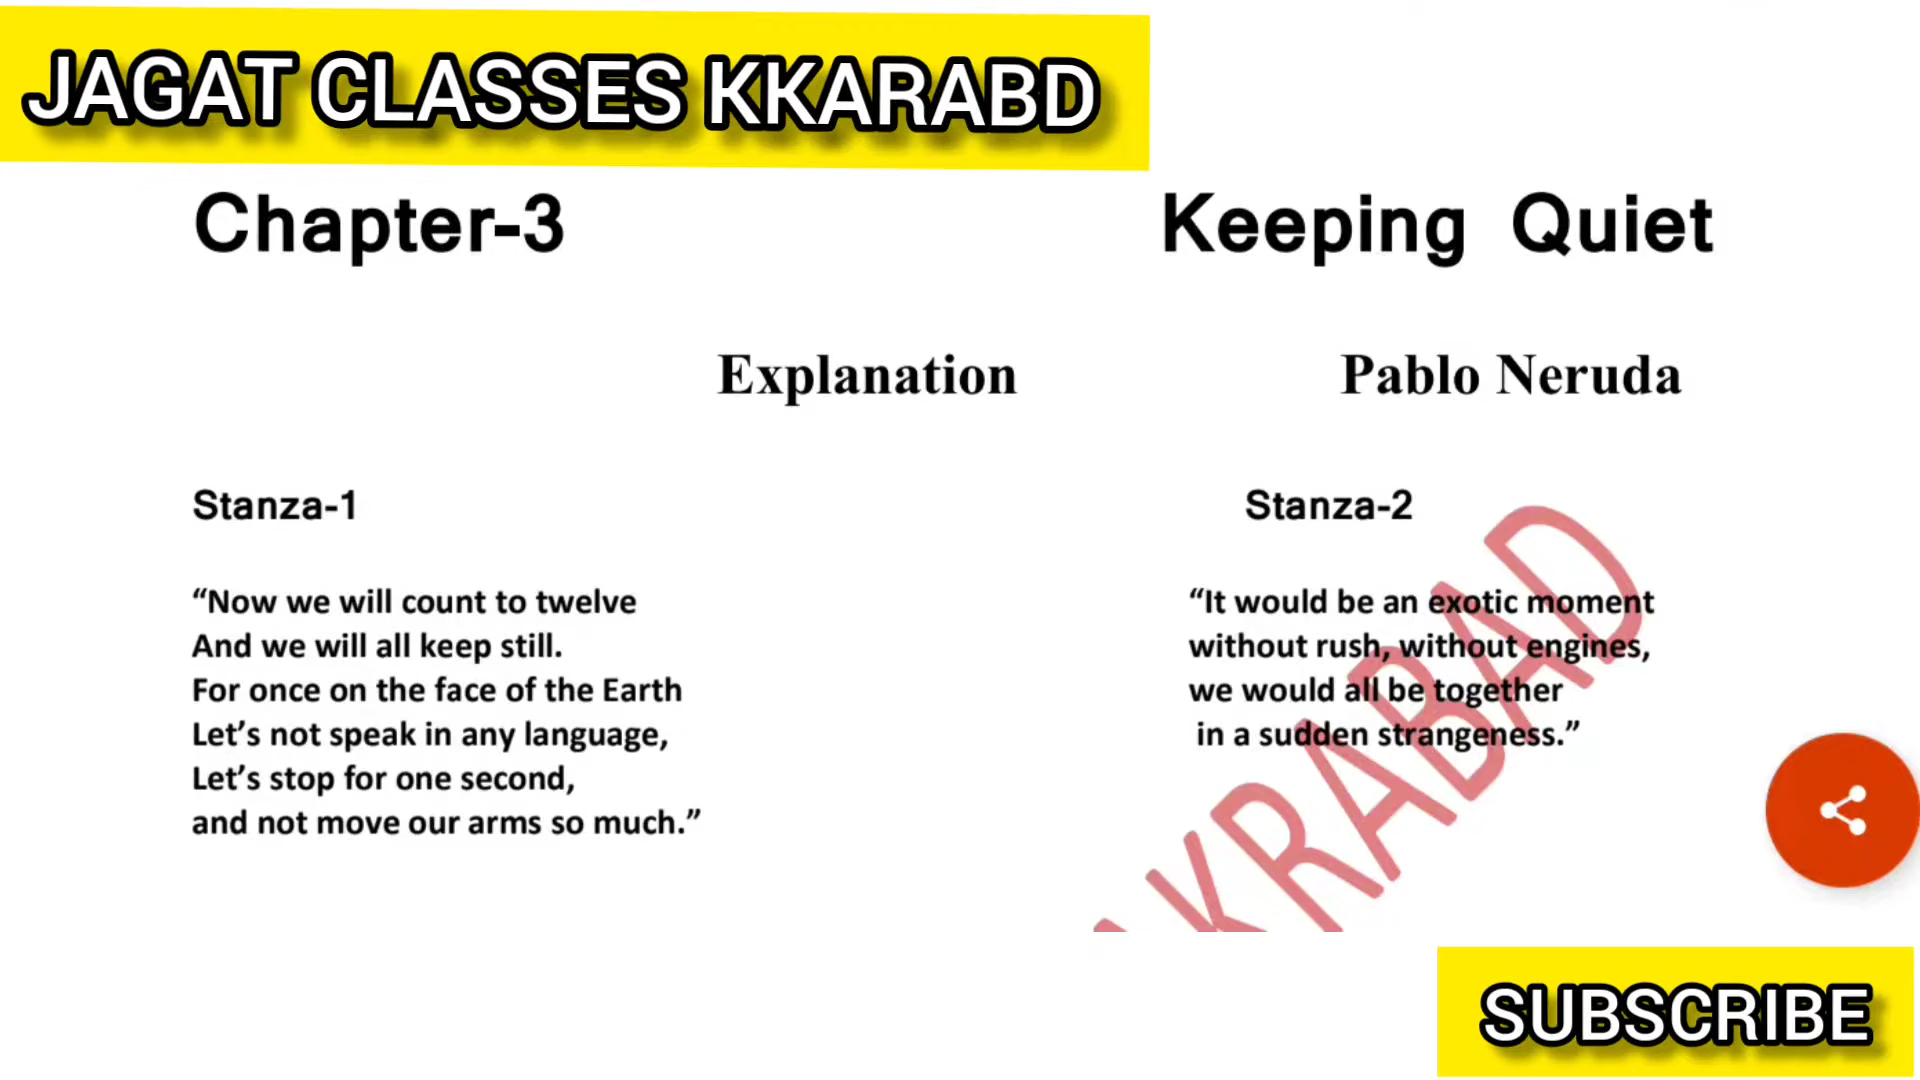 JAGAT CLASSES KKARABD
Chapter-3
Keeping Quiet
Explanation
Pablo Neruda
Stanza-1
“Now we will count to twelve
And we will all keep still.
For once on the face of the Earth
Let’s not speak in any language,
Let’s stop for one second,
and not move our arms so much.”
Stanza-2
“It would be an exotic moment
without rush, without engines,
we would all be together
in a sudden strangeness.”
KRABAD
SUBSCRIBE